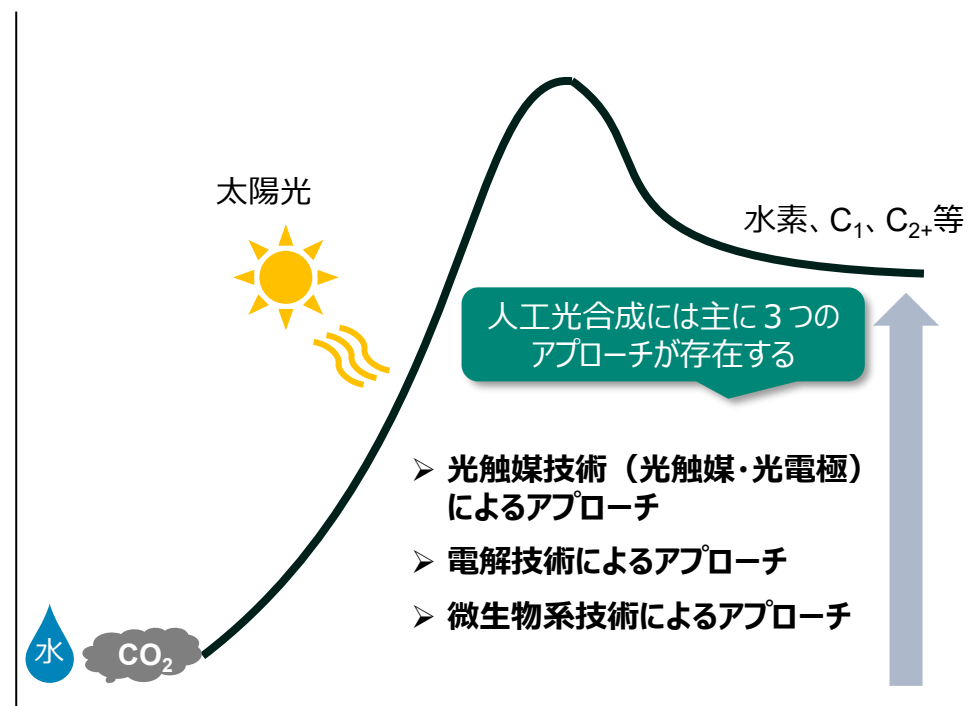 太陽光
水素、C₁、C₂₊等
人工光合成には主に３つの
アプローチが存在する
➢ 光触媒技術（光触媒・光電極）
によるアプローチ
➢ 電解技術によるアプローチ
➢ 微生物系技術によるアプローチ
水
CO₂